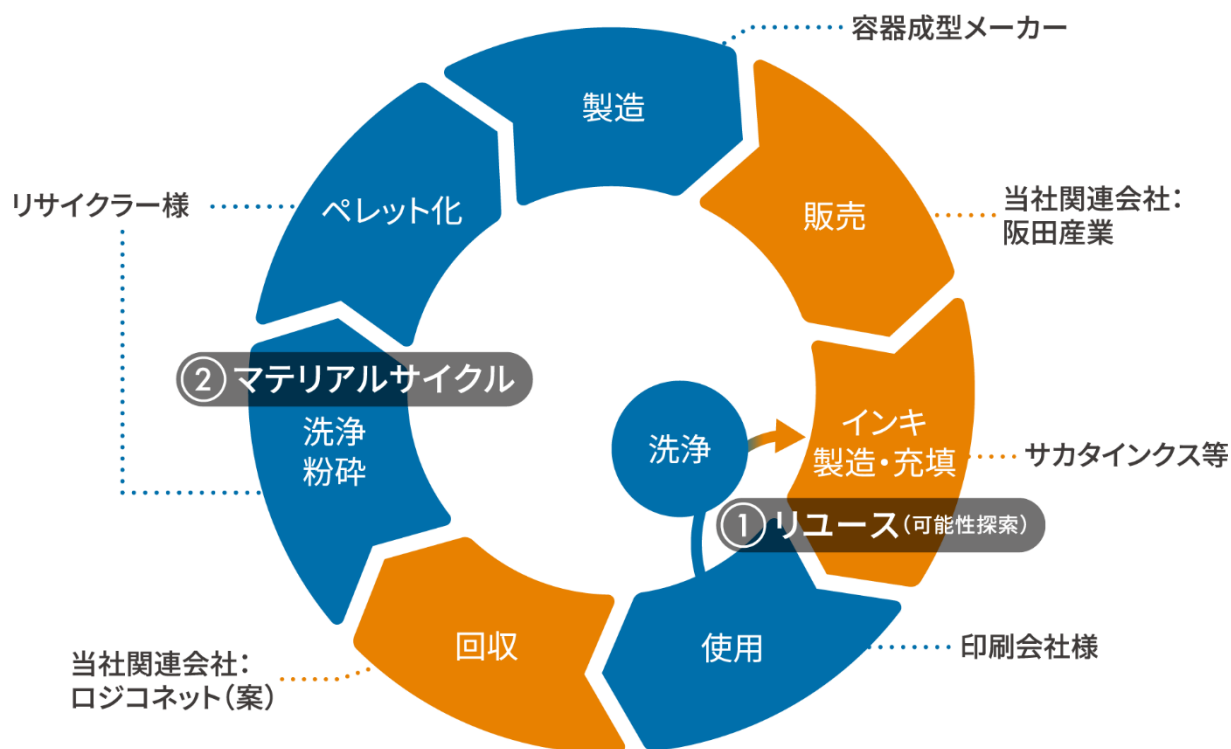 容器成型メーカー
製造
販売
当社関連会社：
阪田産業
インキ
製造・充填
サカタインクス等
洗浄
① リユース（可能性探索）
使用
印刷会社様
回収
当社関連会社：
ロジコネット（案）
② マテリアルサイクル
洗浄
粉砕
ペレット化
リサイクラー様